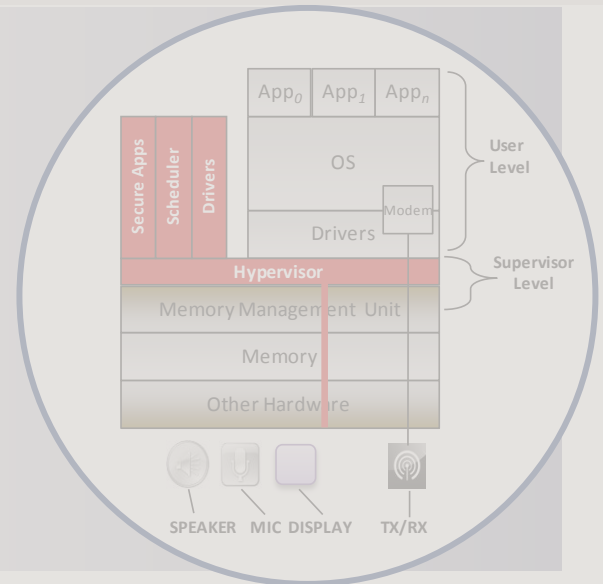 App0 App1 Appn
Secure Apps
Scheduler
Drivers
OS
Modem
Drivers
User
Level
Hypervisor
Supervisor
Level
Memory Management Unit
Memory
Other Hardware
SPEAKER MIC DISPLAY TX/RX